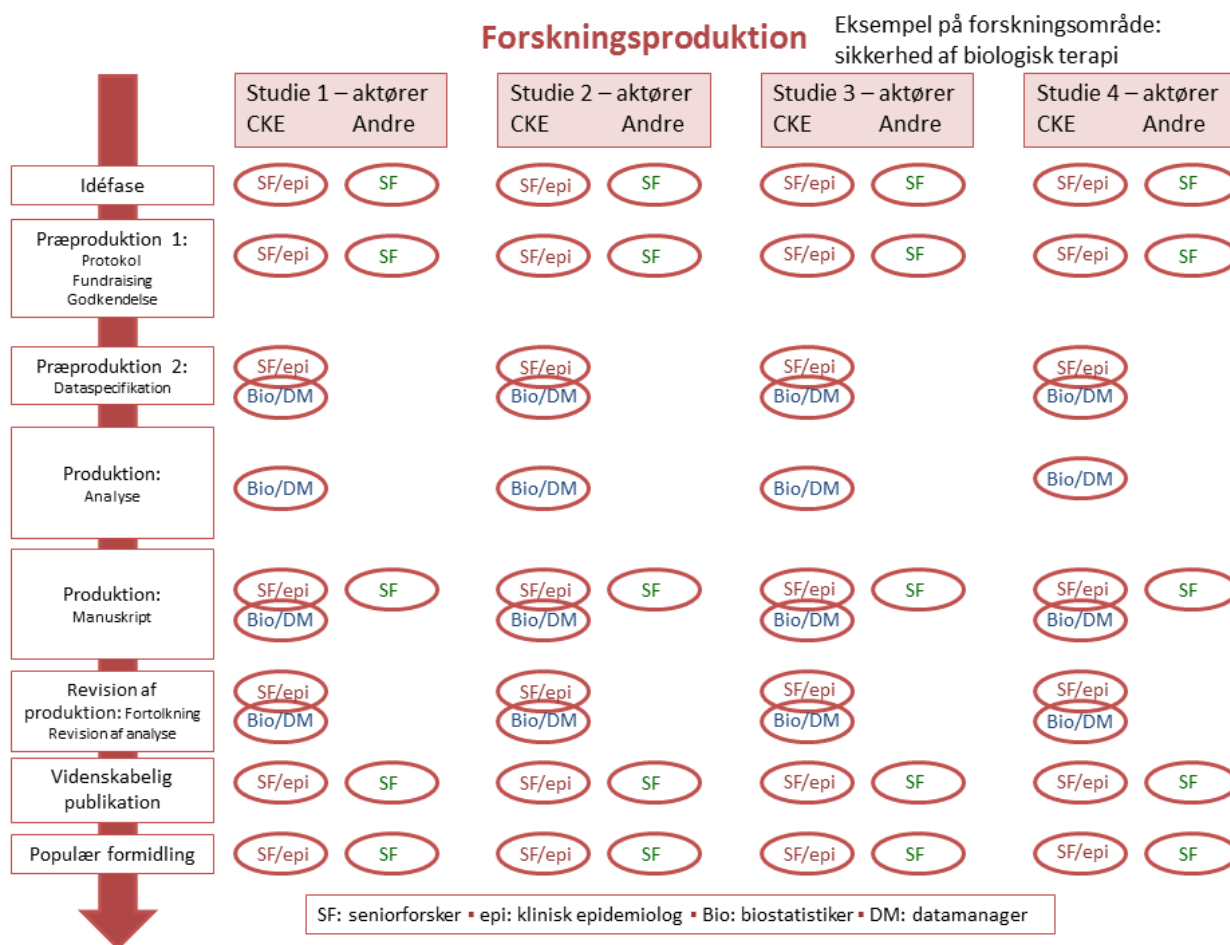 Forskningsproduktion
Eksempel på forskningsområde:
sikkerhed af biologisk terapi
Studie 1 – aktører
CKE Andre
Studie 2 – aktører
CKE Andre
Studie 3 – aktører
CKE Andre
Studie 4 – aktører
CKE Andre
Idéfase
SF/epi SF SF/epi SF SF/epi SF SF/epi SF
Præproduktion 1:
Protokol
Fundraising
Godkendelse
SF/epi SF SF/epi SF SF/epi SF SF/epi SF
Præproduktion 2:
Dataspecifikation
SF/epi SF/epi SF/epi SF/epi
Bio/DM Bio/DM Bio/DM Bio/DM
Produktion:
Analyse
Bio/DM Bio/DM Bio/DM Bio/DM
Produktion:
Manuskript
SF/epi SF SF/epi SF SF/epi SF SF/epi SF
Bio/DM Bio/DM Bio/DM Bio/DM
Revision af
produktion: Fortolkning
Revision af analyse
SF/epi SF/epi SF/epi SF/epi
Bio/DM Bio/DM Bio/DM Bio/DM
Videnskabelig
publikation
SF/epi SF SF/epi SF SF/epi SF SF/epi SF
Populær formidling
SF/epi SF SF/epi SF SF/epi SF SF/epi SF
SF: seniorforsker ▪ epi: klinisk epidemiolog ▪ Bio: biostatistiker ▪ DM: datamanager